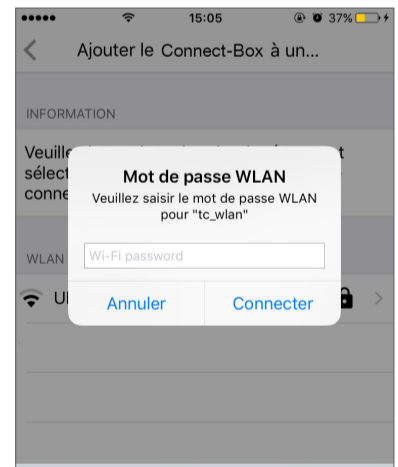 15:05
37%
Ajouter le Connect-Box à un...
INFORMATION
Veuille
sélect
conne
Mot de passe WLAN
Veuillez saisir le mot de passe WLAN
pour "tc_wlan"
Wi-Fi password
WLAN
Annuler Connecter